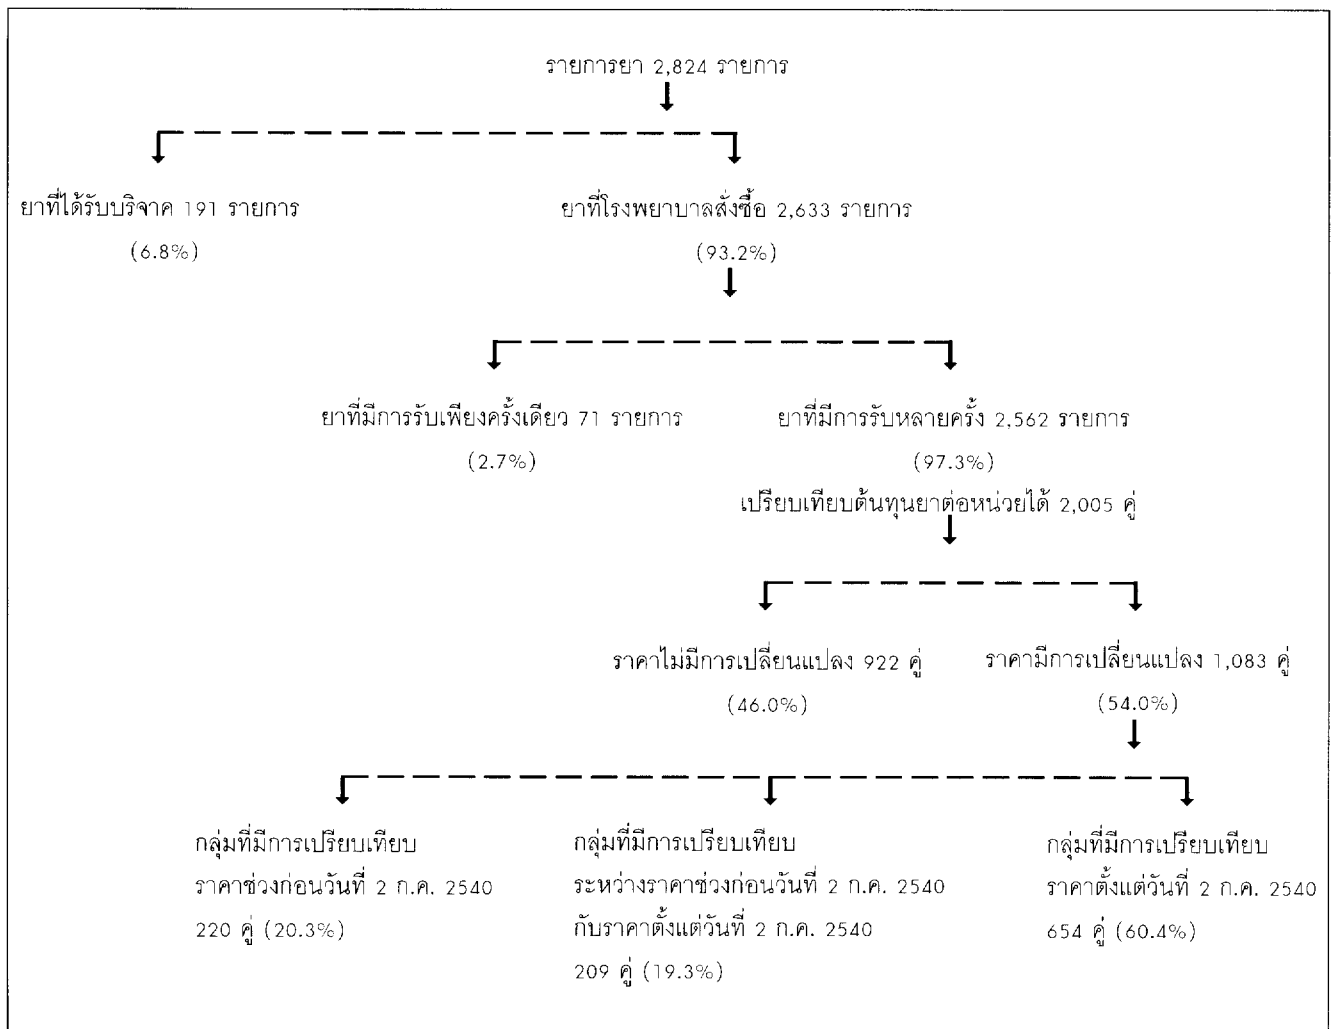 รายการยา 2,824 รายการ
ยาที่ได้รับบริจาค 191 รายการ
(6.8%)
ยาที่โรงพยาบาลสั่งซื้อ 2,633 รายการ
(93.2%)
ยาที่มีการรับเพียงครั้งเดียว 71 รายการ
(2.7%)
ยาที่มีการรับหลายครั้ง 2,562 รายการ
(97.3%)
เปรียบเทียบต้นทุนยาต่อหน่วยได้ 2,005 คู่
ราคาไม่มีการเปลี่ยนแปลง 922 คู่
(46.0%)
ราคามีการเปลี่ยนแปลง 1,083 คู่
(54.0%)
กลุ่มที่มีการเปรียบเทียบ
ราคาช่วงก่อนวันที่ 2 ก.ค. 2540
220 คู่ (20.3%)
กลุ่มที่มีการเปรียบเทียบ
ระหว่างราคาช่วงก่อนวันที่ 2 ก.ค. 2540
กับราคาตั้งแต่วันที่ 2 ก.ค. 2540
209 คู่ (19.3%)
กลุ่มที่มีการเปรียบเทียบ
ราคาตั้งแต่วันที่ 2 ก.ค. 2540
654 คู่ (60.4%)